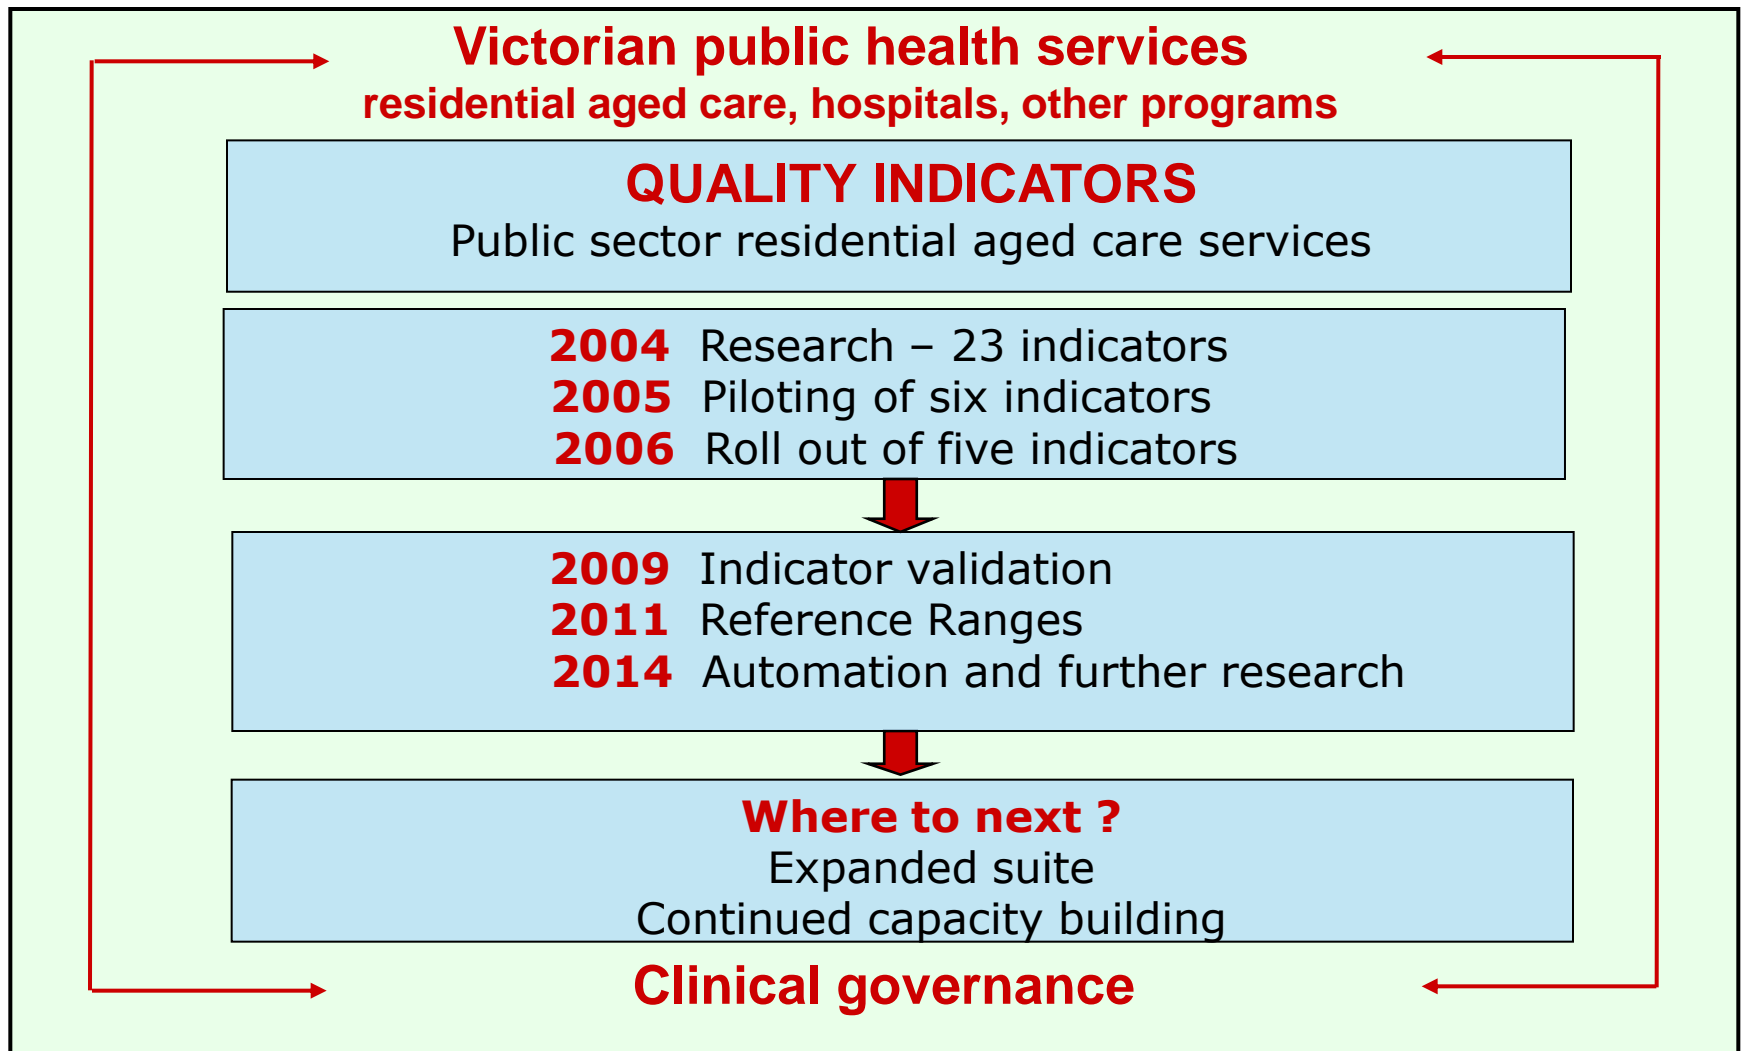 Victorian public health services
residential aged care, hospitals, other programs
QUALITY INDICATORS
Public sector residential aged care services
2004 Research – 23 indicators
2005 Piloting of six indicators
2006 Roll out of five indicators
2009 Indicator validation
2011 Reference Ranges
2014 Automation and further research
Where to next ?
Expanded suite
Continued capacity building
Clinical governance